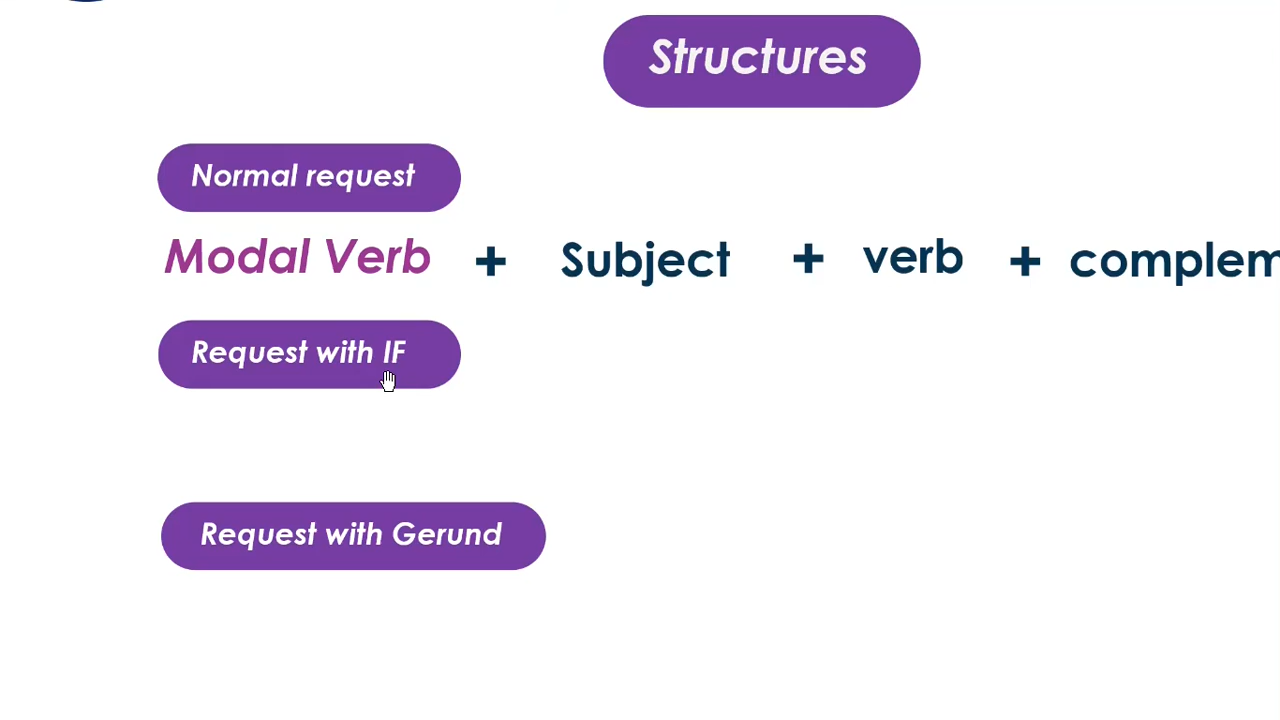 Structures
Normal request
Modal Verb + Subject + verb + complem
Request with IF
Request with Gerund